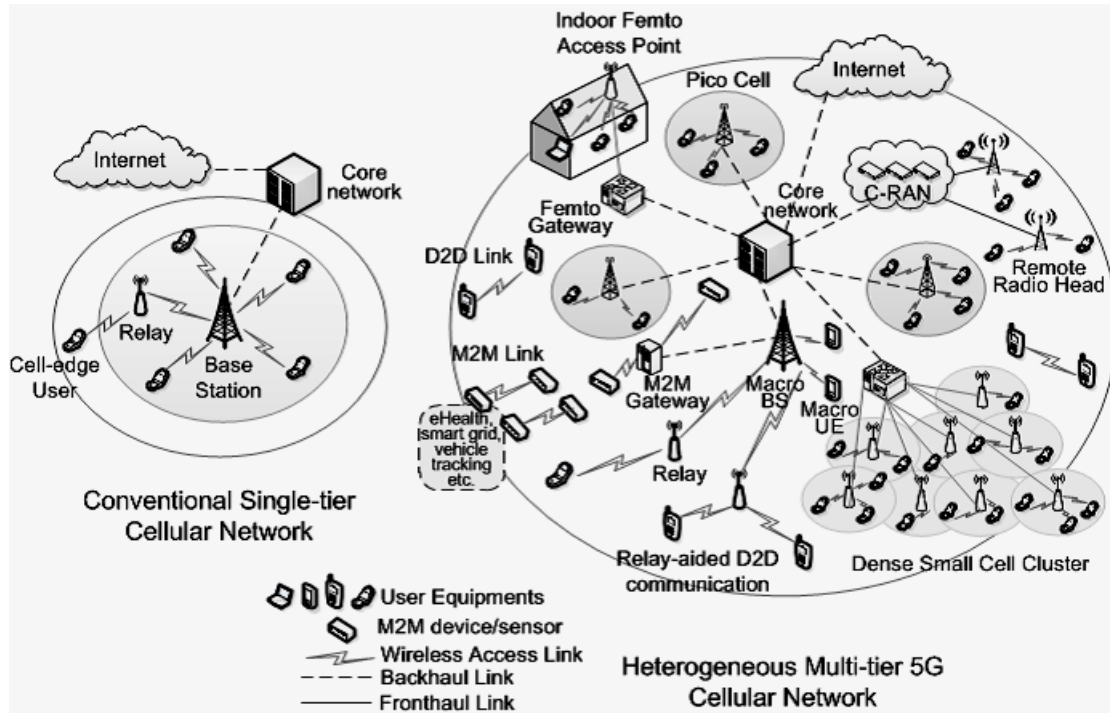 Internet
Core
network
Relay
Base
Station
Cell-edge
User
Conventional Single-tier
Cellular Network
Indoor Femto
Access Point
Pico Cell
Internet
C-RAN
Core
network
Femto
Gateway
D2D Link
Remote
Radio Head
M2M Link
M2M
Gateway
Macro
BS
Macro
UE
eHealth,
smart grid,
vehicle
tracking
etc.
Relay
Relay-aided D2D
communication
Dense Small Cell Cluster
Heterogeneous Multi-tier 5G
Cellular Network
User Equipments
M2M device/sensor
Wireless Access Link
Backhaul Link
Fronthaul Link